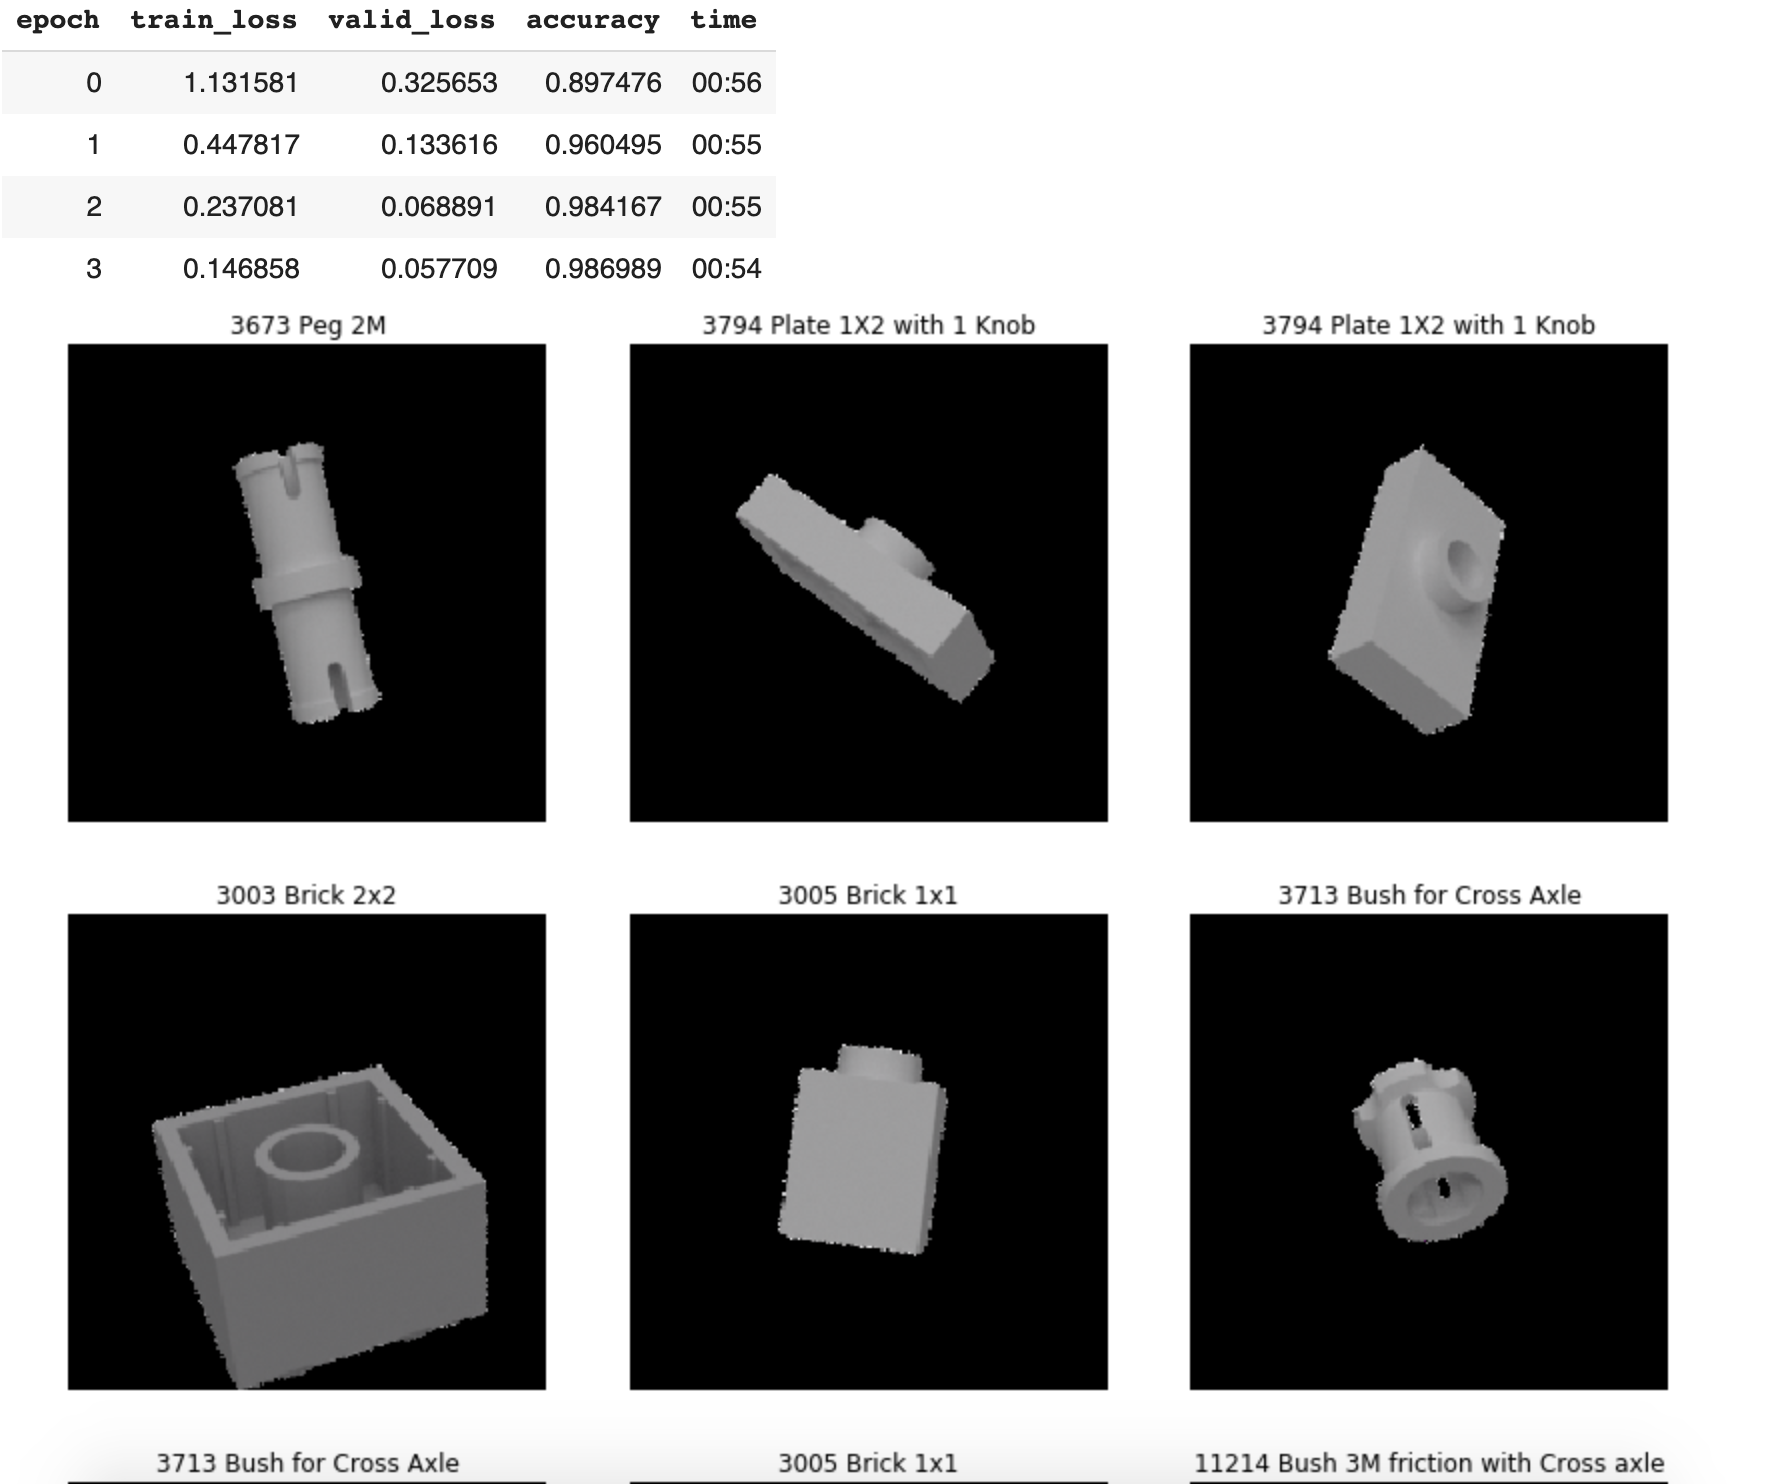 epoch train_loss valid_loss accuracy time
0 1.131581 0.325653 0.897476 00:56
1 0.447817 0.133616 0.960495 00:55
2 0.237081 0.068891 0.984167 00:55
3 0.146858 0.057709 0.986989 00:54
3673 Peg 2M 3794 Plate 1X2 with 1 Knob 3794 Plate 1X2 with 1 Knob
3003 Brick 2x2 3005 Brick 1x1 3713 Bush for Cross Axle
3713 Bush for Cross Axle 3005 Brick 1x1 11214 Bush 3M friction with Cross axle